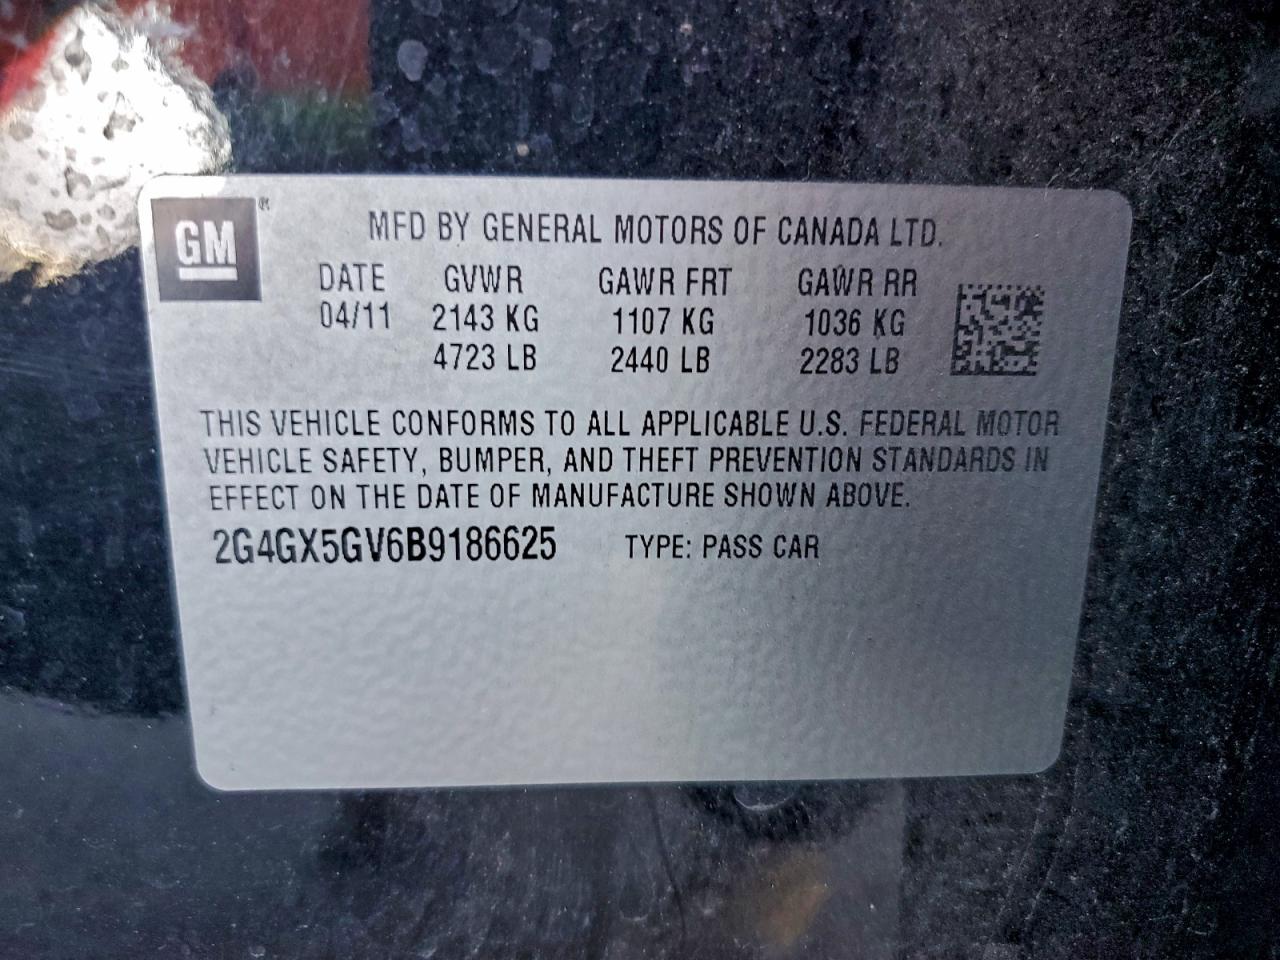 GM ®
MFD BY GENERAL MOTORS OF CANADA LTD.
DATE GVWR GAWR FRT GAWR RR
04/11 2143 KG 1107 KG 1036 KG
4723 LB 2440 LB 2283 LB
THIS VEHICLE CONFORMS TO ALL APPLICABLE U.S. FEDERAL MOTOR
VEHICLE SAFETY, BUMPER, AND THEFT PREVENTION STANDARDS IN
EFFECT ON THE DATE OF MANUFACTURE SHOWN ABOVE.
2G4GX5GV6B9186625 TYPE: PASS CAR